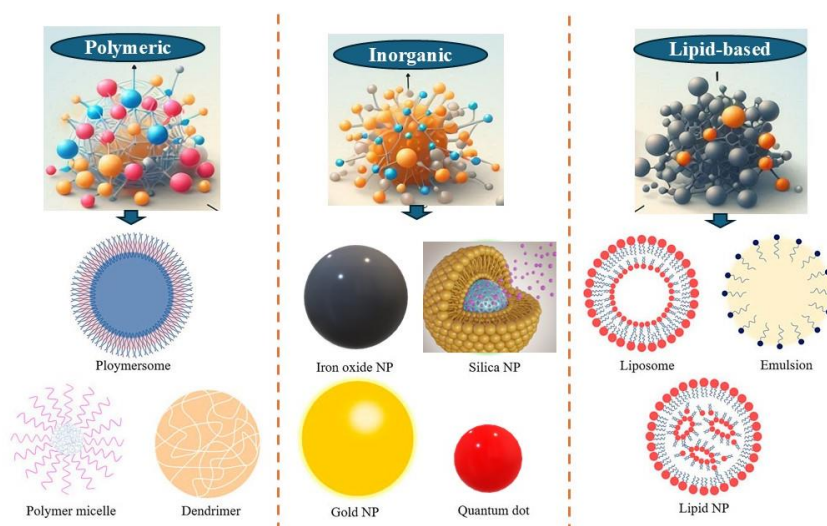 Polymeric
Inorganic
Lipid-based
Ploymersome
Iron oxide NP
Silica NP
Liposome
Emulsion
Polymer micelle
Dendrimer
Gold NP
Quantum dot
Lipid NP